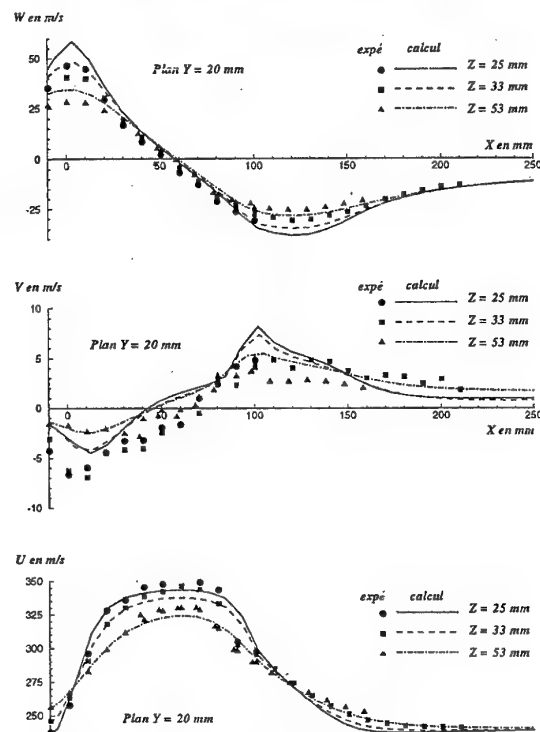 W en m/s
50
25
0
-25
Plan Y = 20 mm
expé calcul
Z = 25 mm
Z = 33 mm
Z = 53 mm
X en mm
0 50 100 150 200 250
V en m/s
10
5
0
-5
-10
Plan Y = 20 mm
expé calcul
Z = 25 mm
Z = 33 mm
Z = 53 mm
0 50 100 150 200 250
X en mm
U en m/s
350
325
300
275
250
Plan Y = 20 mm
expé calcul
Z = 25 mm
Z = 33 mm
Z = 53 mm